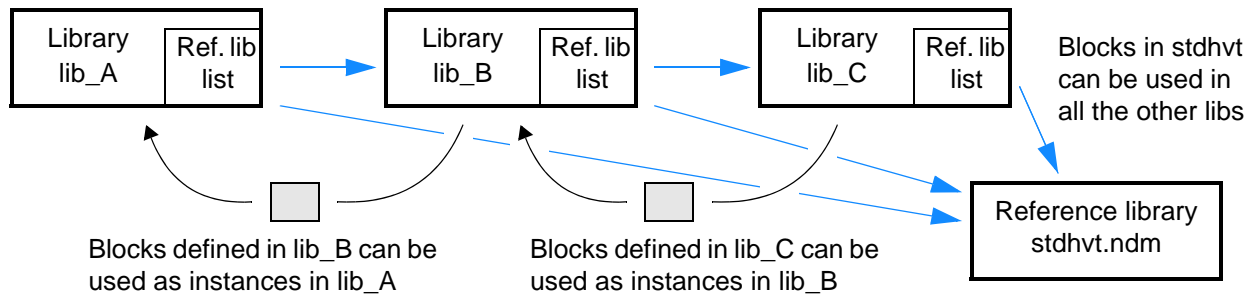 Library
lib_A
Ref. lib
list
Library
lib_B
Ref. lib
list
Library
lib_C
Ref. lib
list
Blocks in stdhvt
can be used in
all the other libs
Reference library
stdhvt.ndm
Blocks defined in lib_B can be
used as instances in lib_A
Blocks defined in lib_C can be
used as instances in lib_B